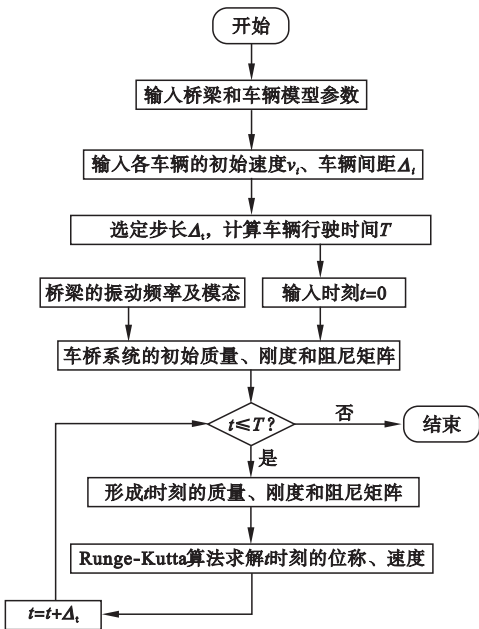 开始
输入桥梁和车辆模型参数
输入各车辆的初始速度vᵢ、车辆间距Δᵢ
选定步长Δₜ，计算车辆行驶时间T
桥梁的振动频率及模态
输入时刻t=0
车桥系统的初始质量、刚度和阻尼矩阵
t≤T？
否
结束
是
形成t时刻的质量、刚度和阻尼矩阵
Runge-Kutta算法求解t时刻的位称、速度
t=t+Δₜ